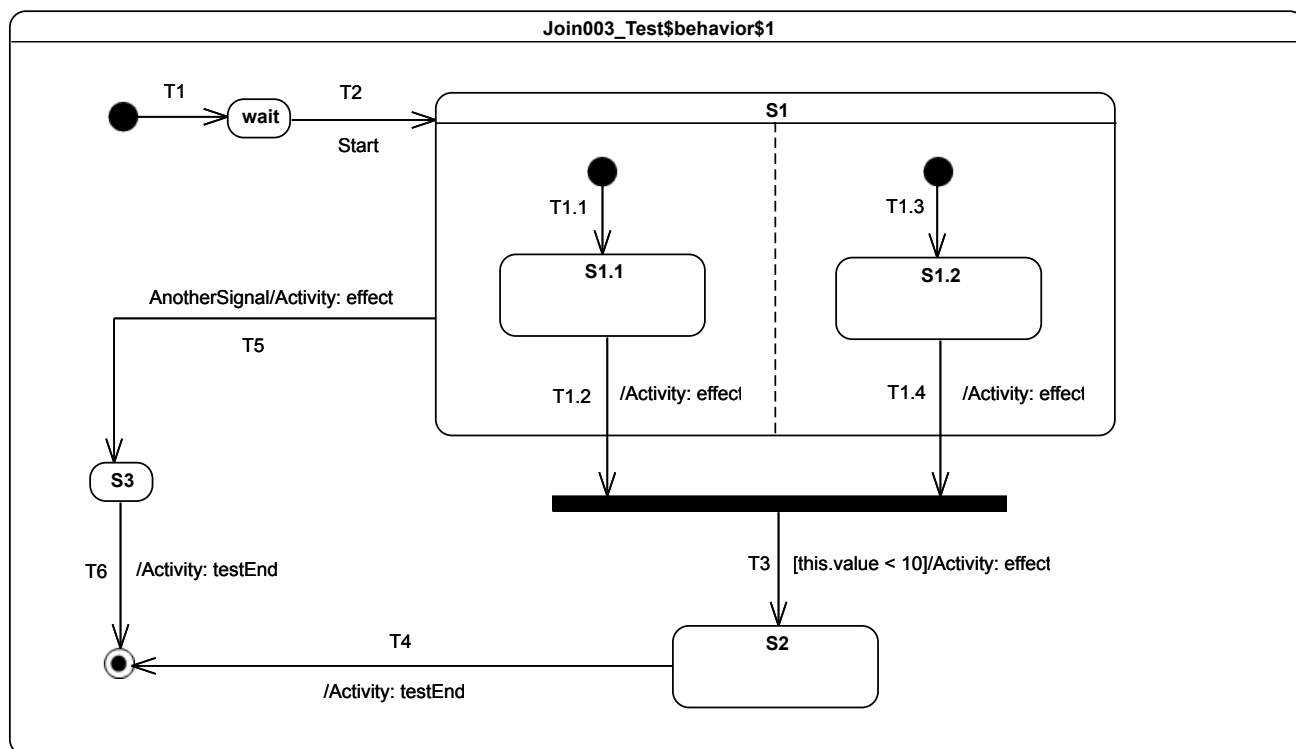 Join003_Test$behavior$1
T1
T2
wait
Start
S1
T1.1
T1.3
S1.1
S1.2
AnotherSignal/Activity: effect
T5
T1.2
/Activity: effect
T1.4
/Activity: effect
S3
T6
/Activity: testEnd
T3
[this.value < 10]/Activity: effect
S2
T4
/Activity: testEnd